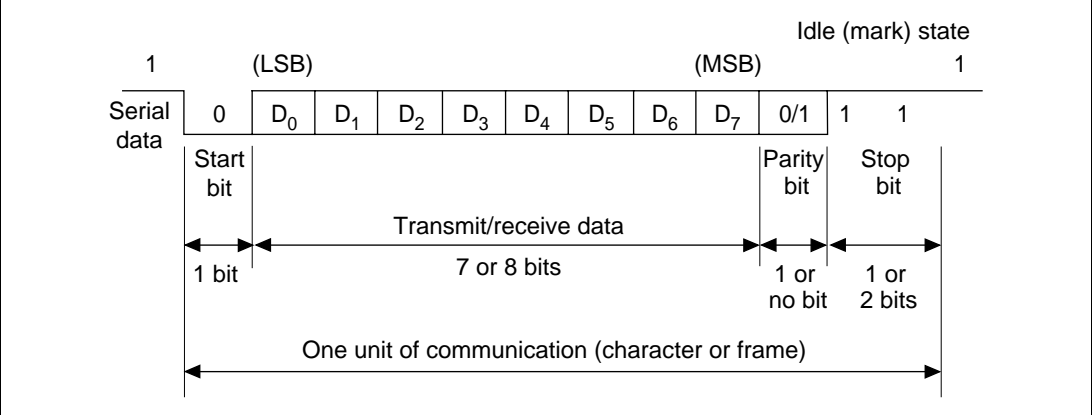 Idle (mark) state
1 (LSB) (MSB) 1
Serial data
0 D₀ D₁ D₂ D₃ D₄ D₅ D₆ D₇ 0/1 1 1
Start bit
Parity bit
Stop bit
Transmit/receive data
1 bit
7 or 8 bits
1 or no bit
1 or 2 bits
One unit of communication (character or frame)